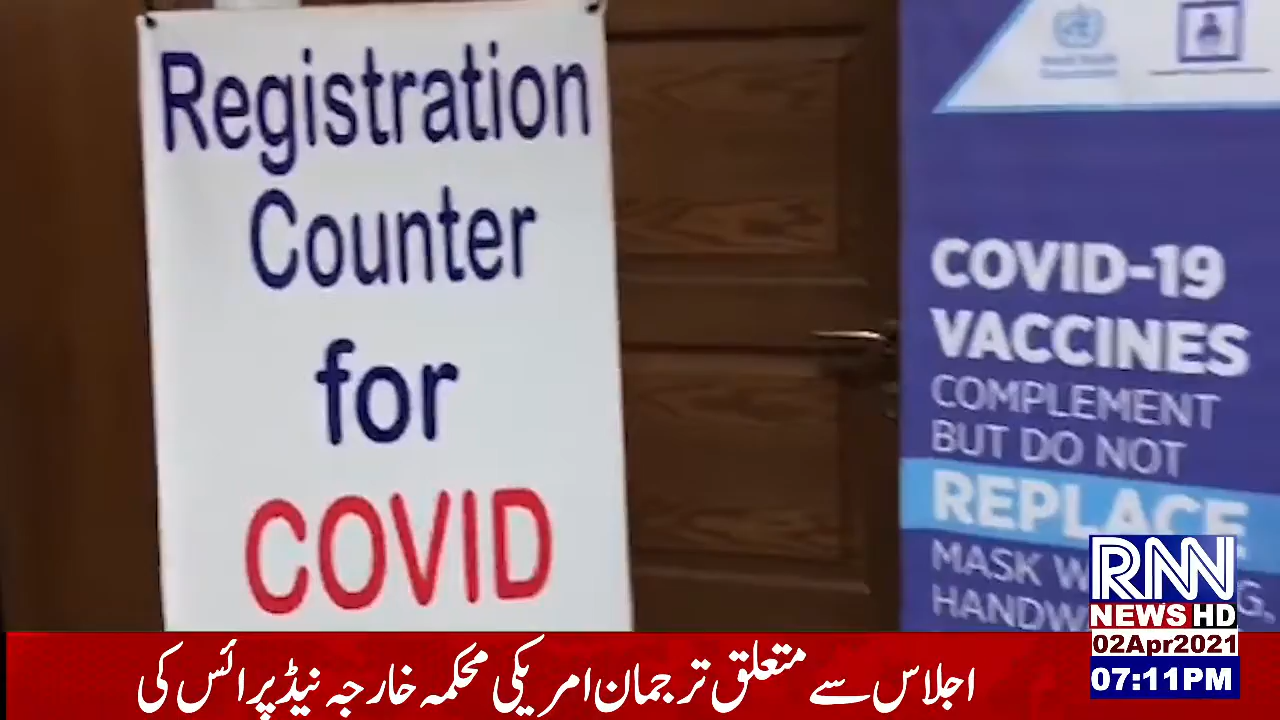 Registration
Counter
for
COVID
COVID-19
VACCINES
COMPLEMENT
BUT DO NOT
REPLACE
MASK
RNN
NEWS HD
02Apr2021
07:11PM
اجلاس سے متعلق ترجمان امریکی محکمہ خارجہ نیڈ پرائس کی